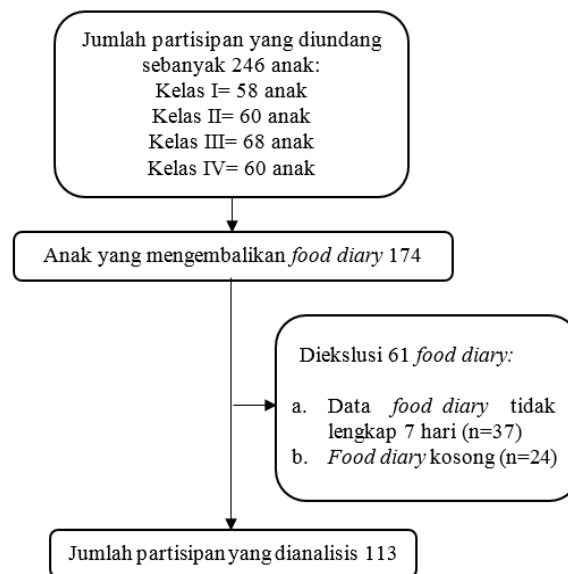 Jumlah partisipan yang diundang
sebanyak 246 anak:
Kelas I= 58 anak
Kelas II= 60 anak
Kelas III= 68 anak
Kelas IV= 60 anak
Anak yang mengembalikan food diary 174
Diekslusi 61 food diary:
a. Data food diary tidak
lengkap 7 hari (n=37)
b. Food diary kosong (n=24)
Jumlah partisipan yang dianalisis 113